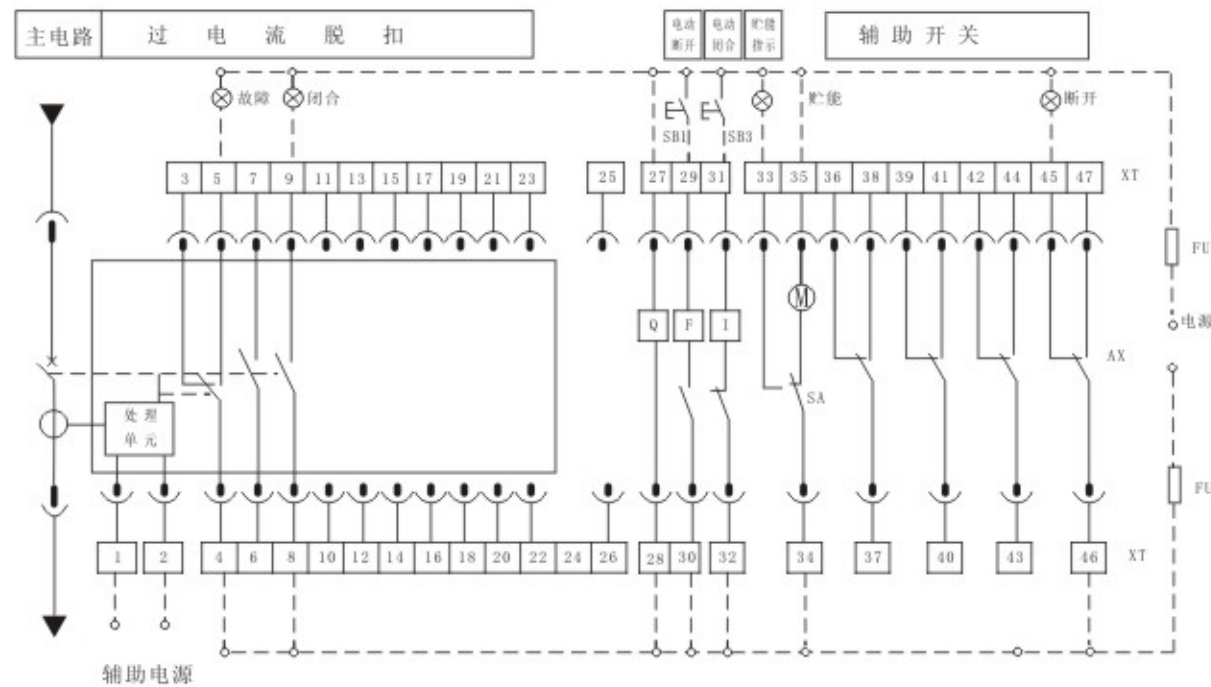 主电路 过电流脱扣 电动 电动 贮能 辅助开关
断开 闭合 指示
故障 闭合 贮能 断开
SB1 SB3
3 5 7 9 11 13 15 17 19 21 23 25 27 29 31 33 35 36 38 39 41 42 44 45 47 XT
FU
M
Q F I 电源
AX
SA
处理
单元
FU
1 2 4 6 8 10 12 14 16 18 20 22 24 26 28 30 32 34 37 40 43 46 XT
辅助电源